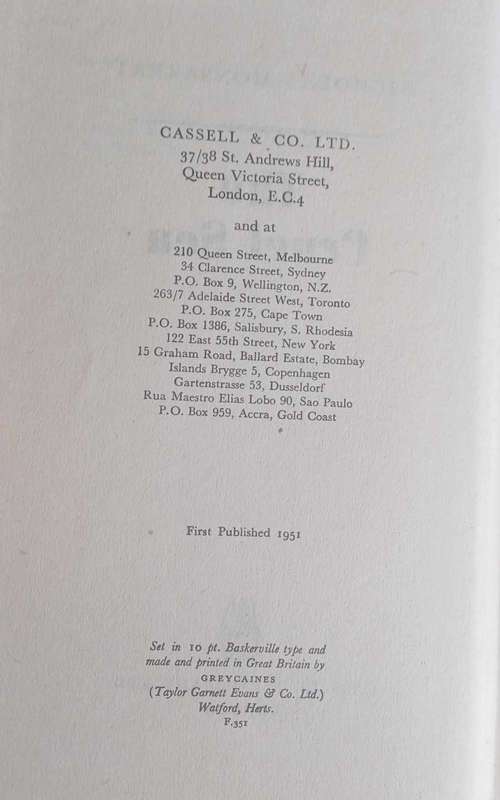 CASSELL & CO. LTD.
37/38 St. Andrews Hill,
Queen Victoria Street,
London, E.C.4
and at
210 Queen Street, Melbourne
34 Clarence Street, Sydney
P.O. Box 9, Wellington, N.Z.
263/7 Adelaide Street West, Toronto
P.O. Box 275, Cape Town
P.O. Box 1386, Salisbury, S. Rhodesia
122 East 55th Street, New York
15 Graham Road, Ballard Estate, Bombay
Islands Brygge 5, Copenhagen
Gartenstrasse 53, Dusseldorf
Rua Maestro Elias Lobo 90, Sao Paulo
P.O. Box 959, Accra, Gold Coast
First Published 1951
Set in 10 pt. Baskerville type and
made and printed in Great Britain by
GREYCAINES
(Taylor Garnett Evans & Co. Ltd.)
Watford, Herts.
F.351